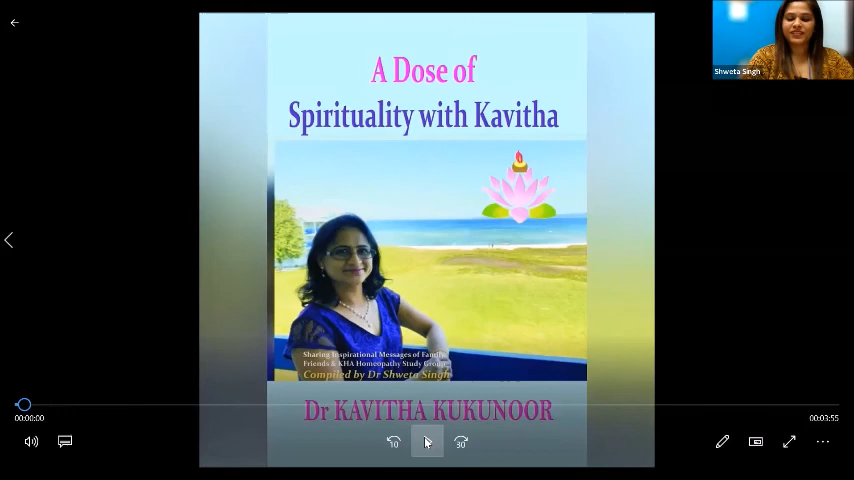 Shweta Singh
A Dose of
Spirituality with Kavitha
Sharing Inspirational Messages of Family,
Friends & KHA Homeopathy Study Group
Compiled by Dr Shweta Singh
Dr KAVITHA KUKUNOOR
00:00:00
00:03:55
10
30